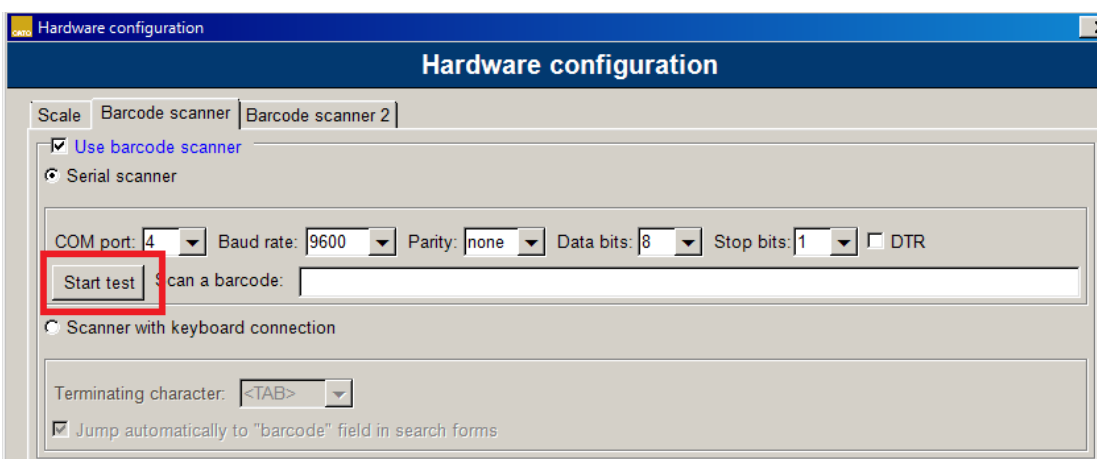 CATO Hardware configuration
Hardware configuration
Scale Barcode scanner Barcode scanner 2
Use barcode scanner
Serial scanner
COM port: 4 Baud rate: 9600 Parity: none Data bits: 8 Stop bits: 1 DTR
Start test Scan a barcode:
Scanner with keyboard connection
Terminating character: <TAB>
Jump automatically to "barcode" field in search forms